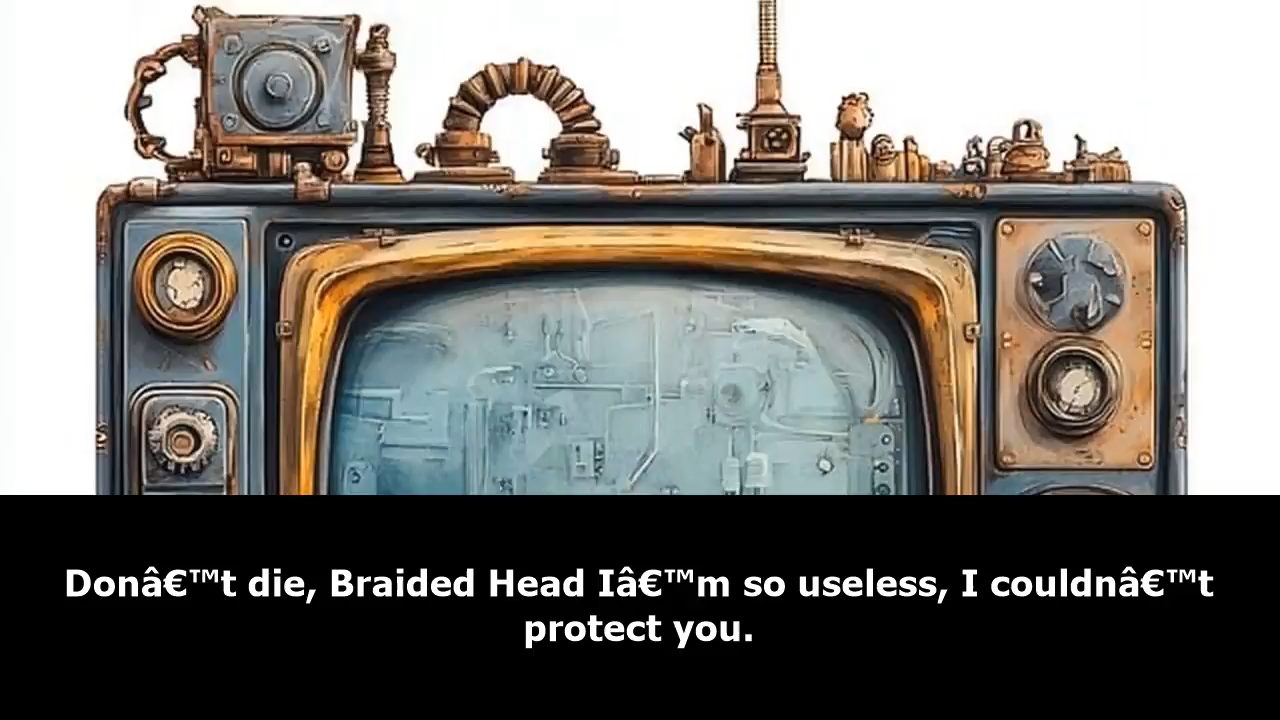 Donâ€™t die, Braided Head Iâ€™m so useless, I couldnâ€™t
protect you.